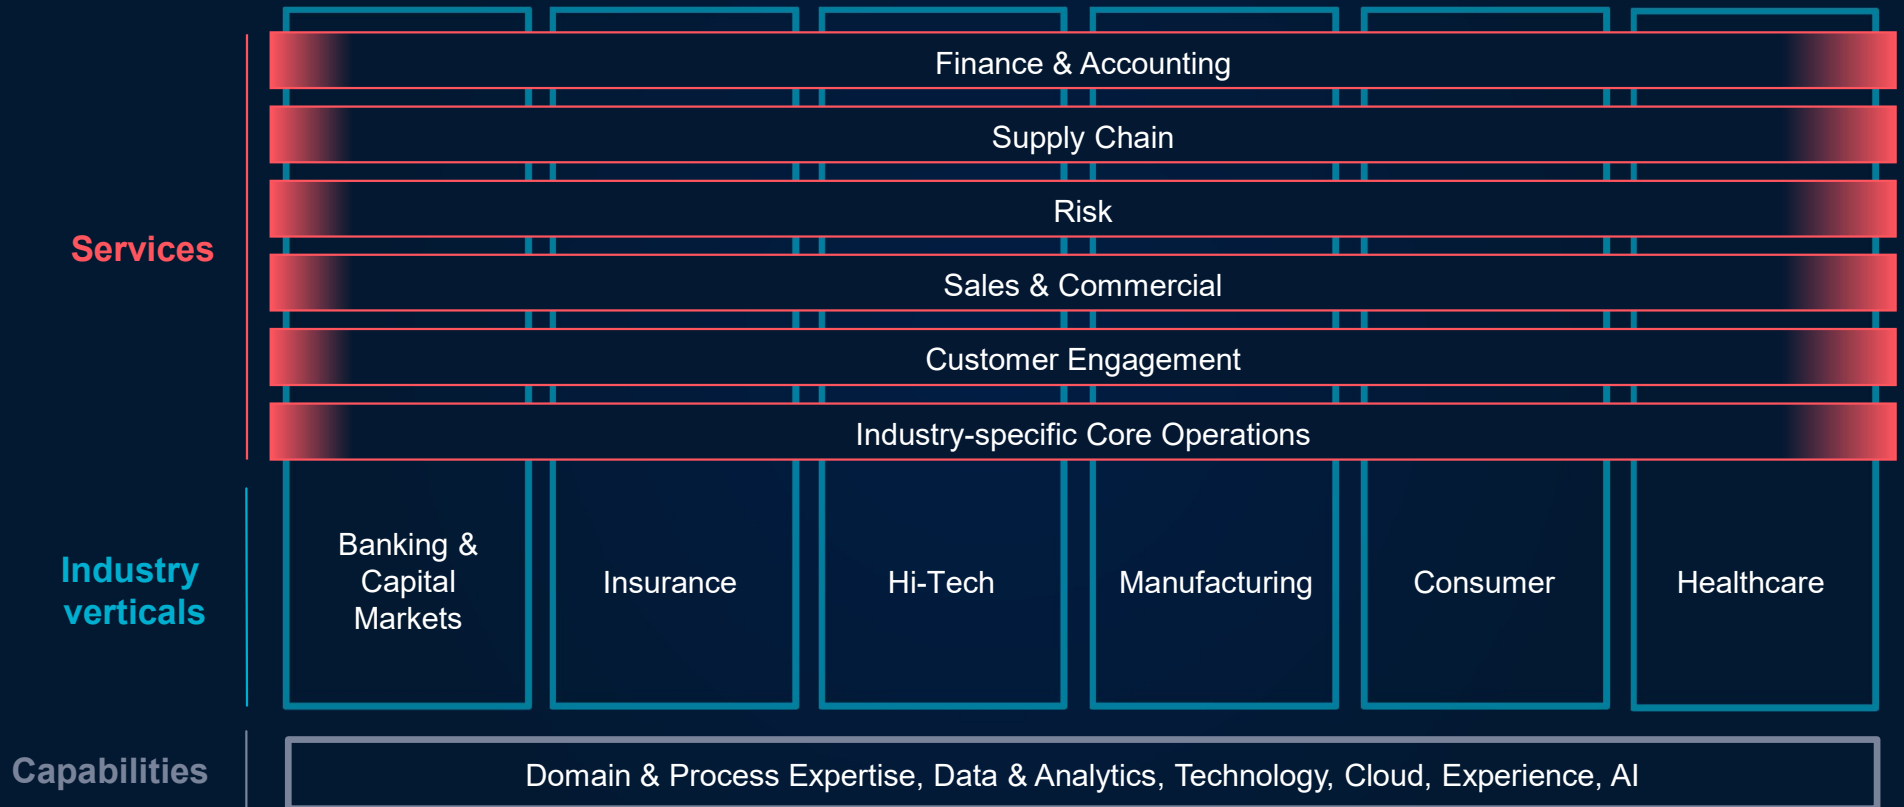 Services
Finance & Accounting
Supply Chain
Risk
Sales & Commercial
Customer Engagement
Industry-specific Core Operations
Industry
verticals
Banking &
Capital
Markets
Insurance
Hi-Tech
Manufacturing
Consumer
Healthcare
Capabilities
Domain & Process Expertise, Data & Analytics, Technology, Cloud, Experience, AI